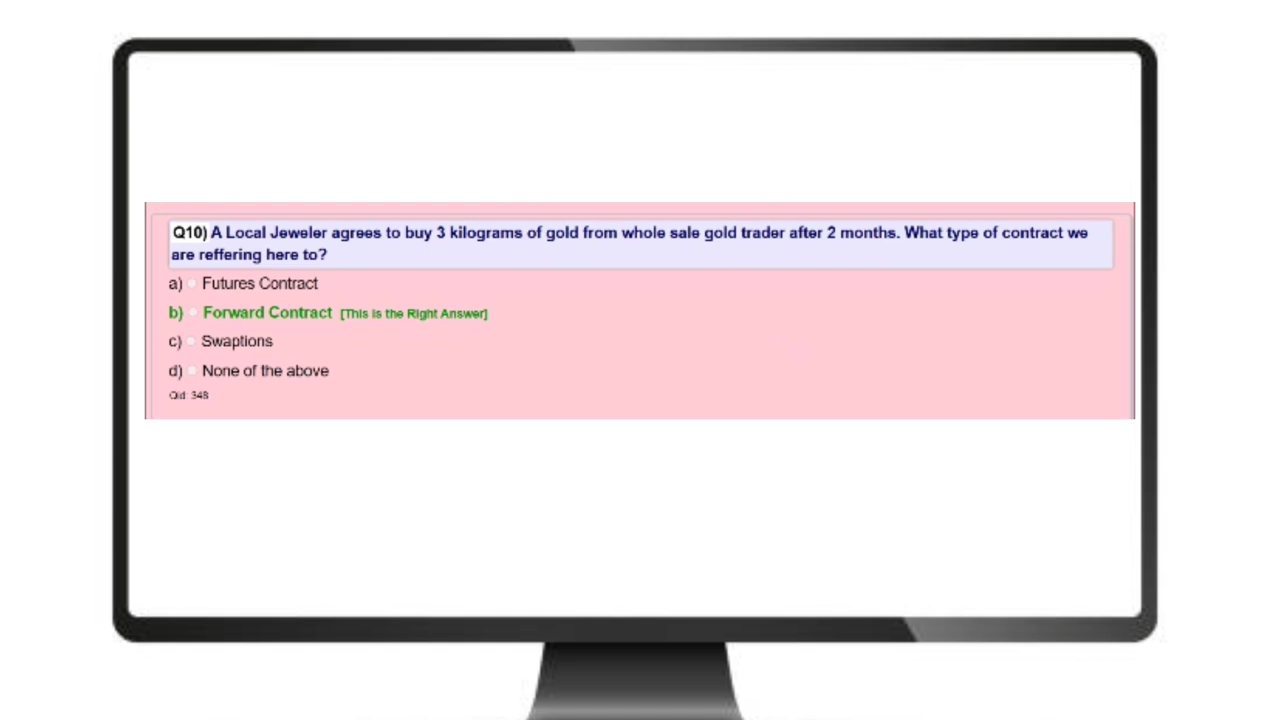 Q10) A Local Jeweler agrees to buy 3 kilograms of gold from whole sale gold trader after 2 months. What type of contract we
are reffering here to?
a) Futures Contract
b) Forward Contract [This is the Right Answer]
c) Swaptions
d) None of the above
Qid: 348